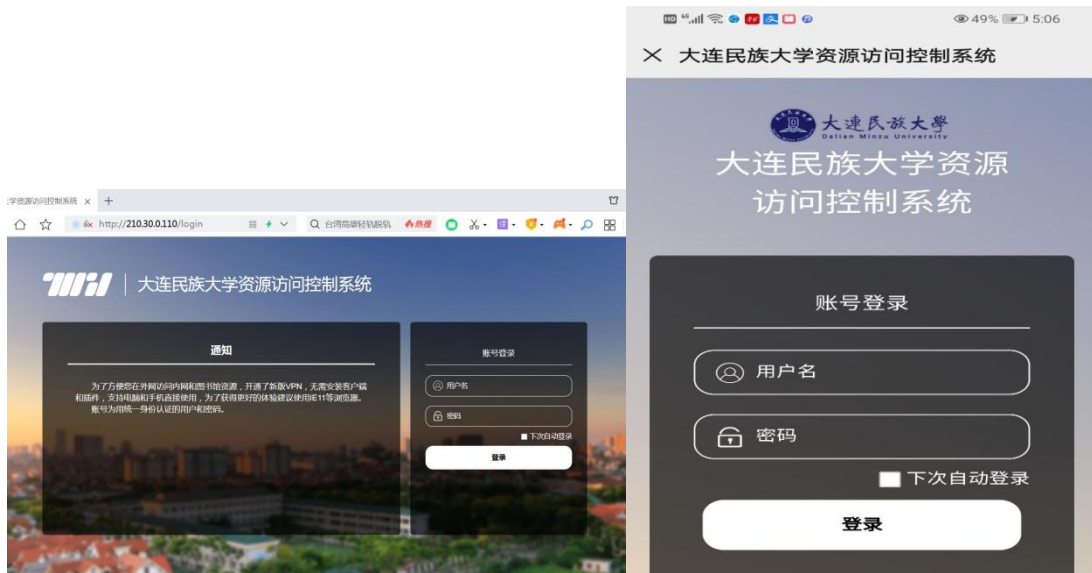 学资源访问控制系统
http://210.30.0.110/login
台湾高雄轻轨脱轨
热搜
大连民族大学资源访问控制系统
通知
为了方便您在外网访问内网和图书馆资源，开通了新版VPN，无需安装客户端
和插件，支持电脑和手机直接使用，为了获得更好的体验建议使用IE11等浏览器。
账号为用统一身份认证的用户和密码。
账号登录
用户名
密码
下次自动登录
登录
HD 4G 49% 5:06
大连民族大学资源访问控制系统
大連民族大學
Dalian Minzu University
大连民族大学资源
访问控制系统
账号登录
用户名
密码
下次自动登录
登录